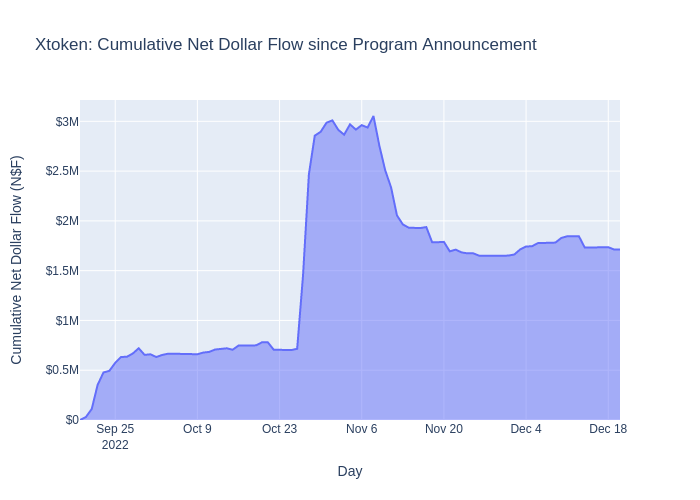 Xtoken: Cumulative Net Dollar Flow since Program Announcement
Cumulative Net Dollar Flow (N$F)
$3M
$2.5M
$2M
$1.5M
$1M
$0.5M
$0
Sep 25 Oct 9 Oct 23 Nov 6 Nov 20 Dec 4 Dec 18
2022
Day